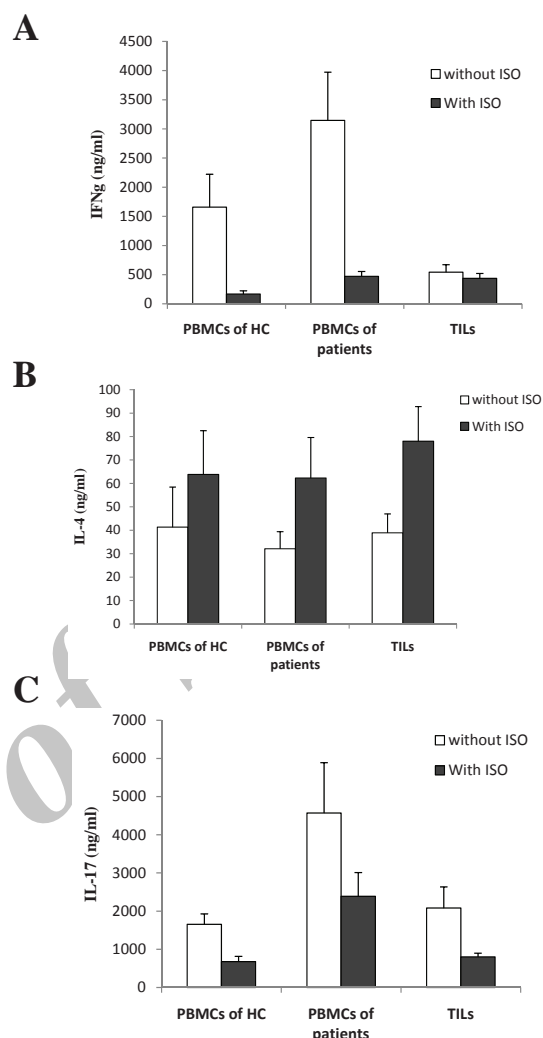 A
4500
4000
3500
3000
2500
2000
1500
1000
500
0
IFNg (ng/ml)
without ISO
With ISO
PBMCs of HC
PBMCs of
patients
TILs
B
100
90
80
70
60
50
40
30
20
10
0
IL-4 (ng/ml)
without ISO
With ISO
PBMCs of HC
PBMCs of
patients
TILs
C
7000
6000
5000
4000
3000
2000
1000
0
IL-17 (ng/ml)
without ISO
With ISO
PBMCs of HC
PBMCs of
patients
TILs